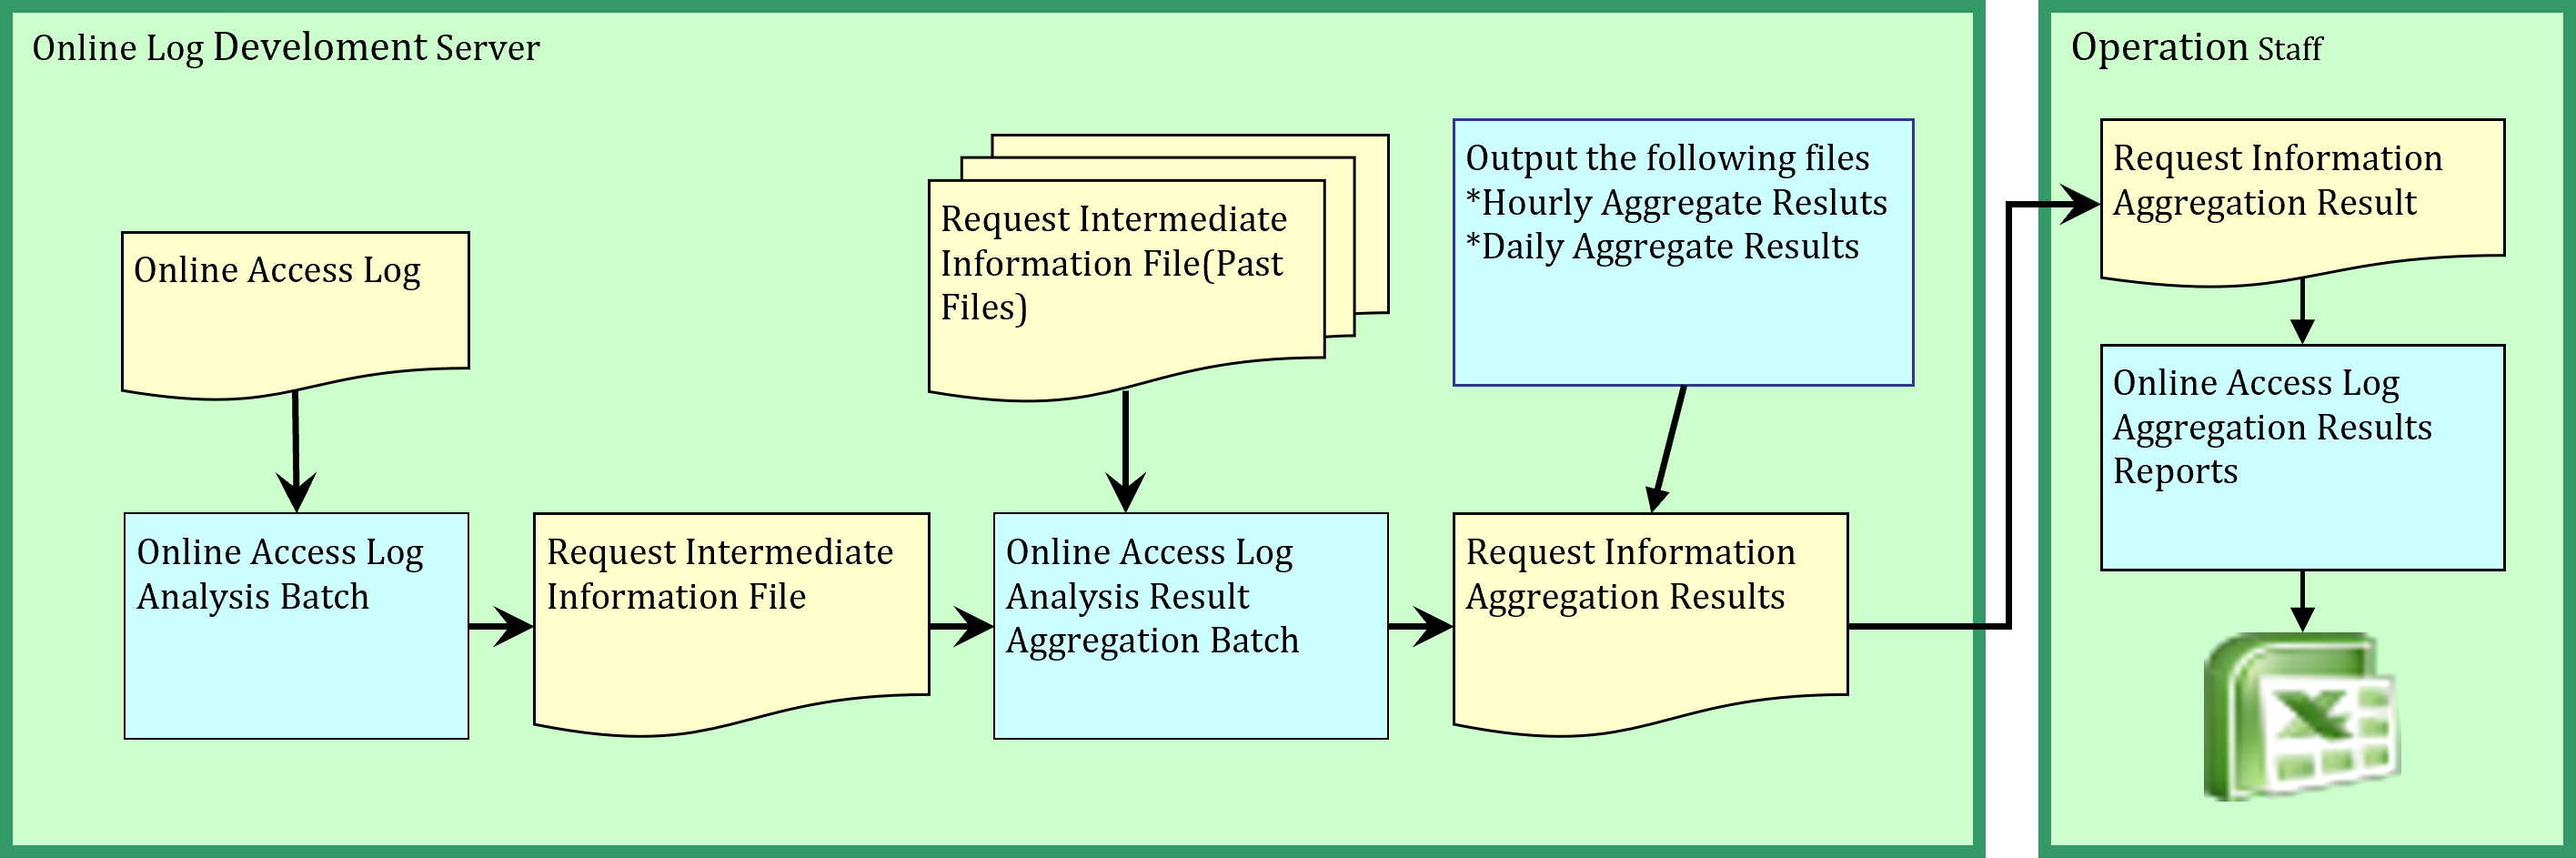 Online Log Develoment Server
Online Access Log
Online Access Log
Analysis Batch
Request Intermediate
Information File
Request Intermediate
Information File(Past
Files)
Online Access Log
Analysis Result
Aggregation Batch
Output the following files
*Hourly Aggregate Resluts
*Daily Aggregate Results
Request Information
Aggregation Results
Operation Staff
Request Information
Aggregation Result
Online Access Log
Aggregation Results
Reports